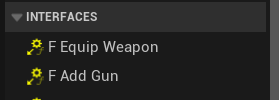 INTERFACES
F Equip Weapon
F Add Gun